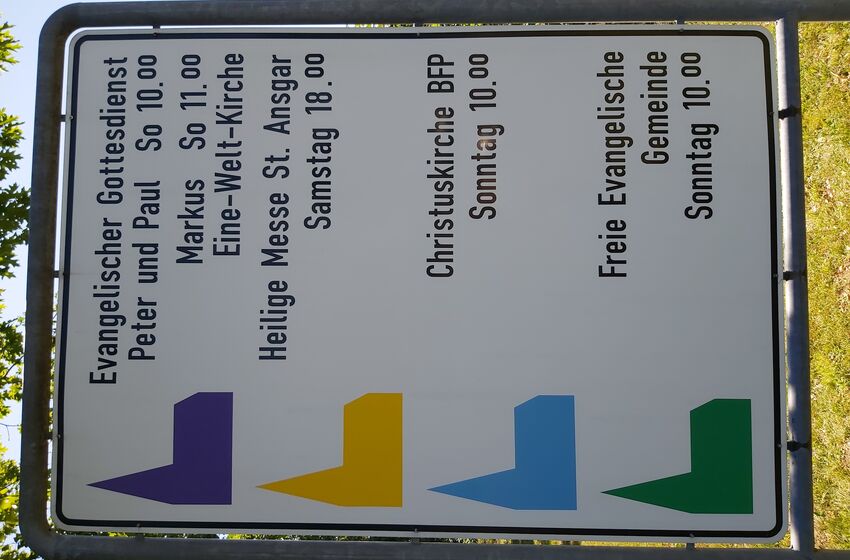 Evangelischer Gottesdienst
Peter und Paul So 10.00
Markus So 11.00
Eine-Welt-Kirche
Heilige Messe St. Ansgar
Samstag 18.00
Christuskirche BFP
Sonntag 10.00
Freie Evangelische
Gemeinde
Sonntag 10.00